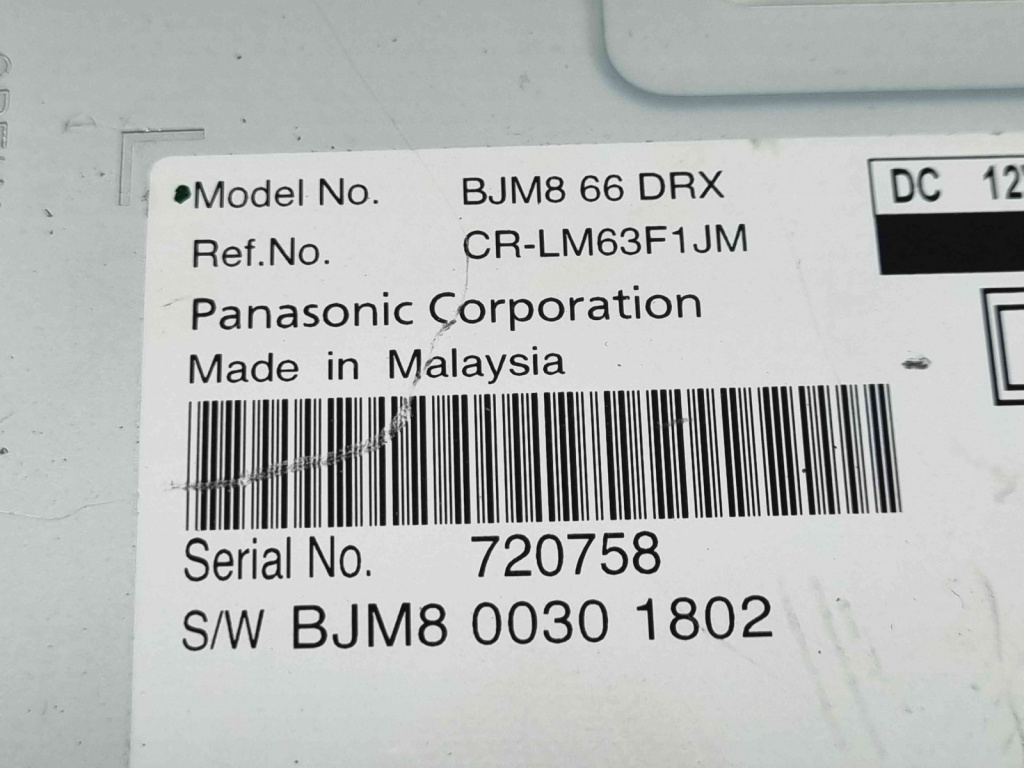 Model No. BJM8 66 DRX
Ref.No. CR-LM63F1JM
DC 12
Panasonic Corporation
Made in Malaysia
Serial No. 720758
S/W BJM8 0030 1802